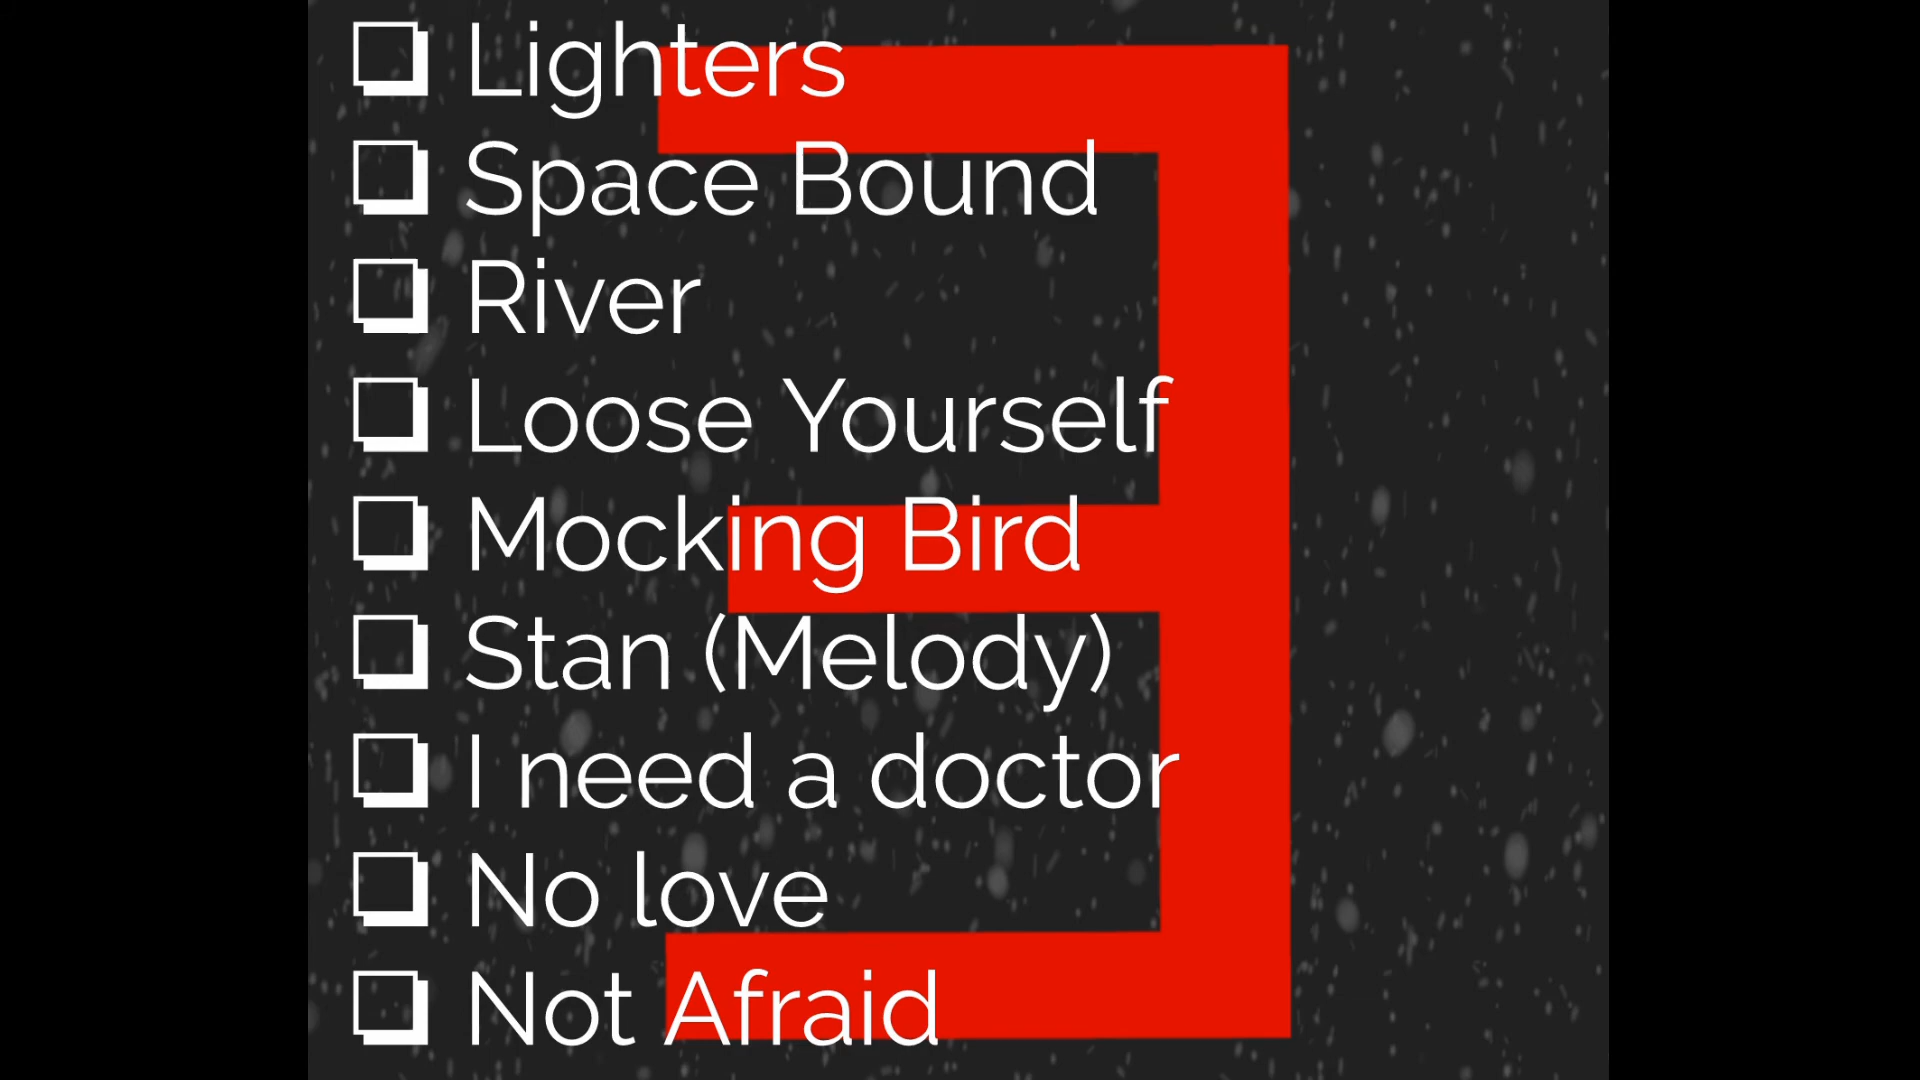 ❏ Lighters
❏ Space Bound
❏ River
❏ Loose Yourself
❏ Mocking Bird
❏ Stan (Melody)
❏ I need a doctor
❏ No love
❏ Not Afraid